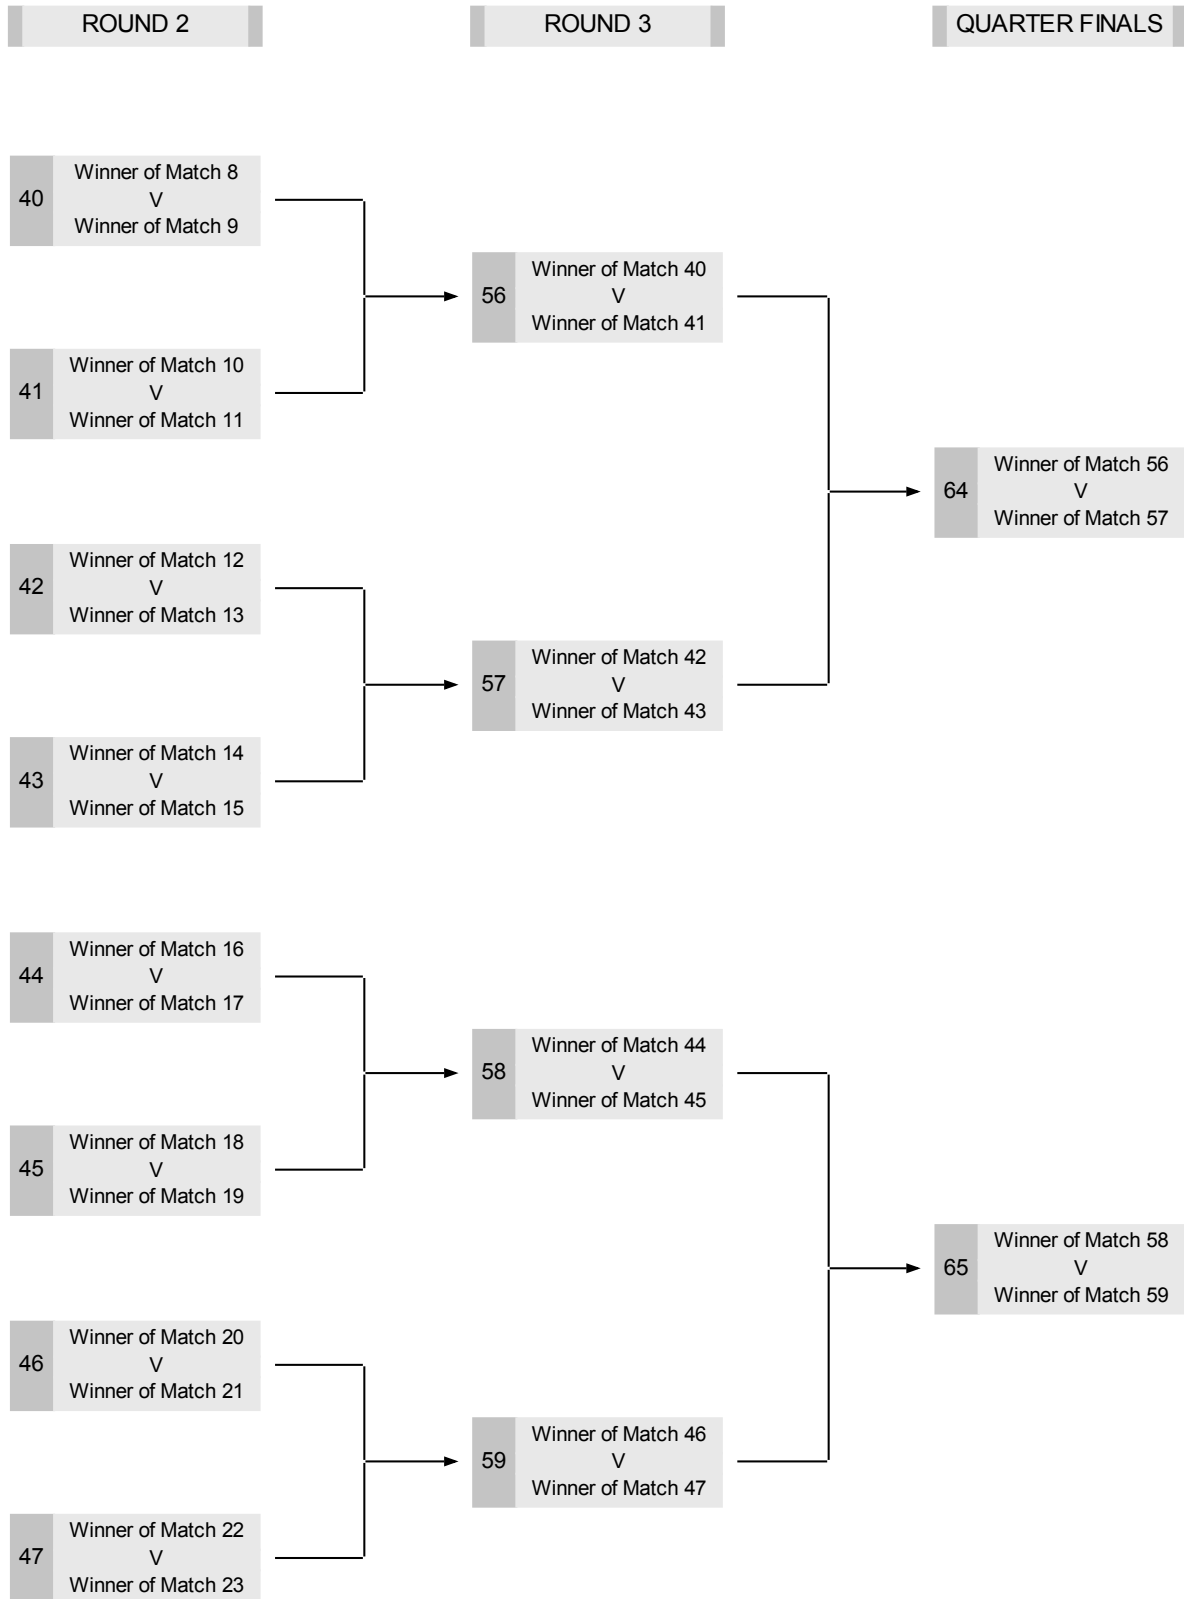 ROUND 2
ROUND 3
QUARTER FINALS
40
Winner of Match 8
V
Winner of Match 9
41
Winner of Match 10
V
Winner of Match 11
42
Winner of Match 12
V
Winner of Match 13
43
Winner of Match 14
V
Winner of Match 15
44
Winner of Match 16
V
Winner of Match 17
45
Winner of Match 18
V
Winner of Match 19
46
Winner of Match 20
V
Winner of Match 21
47
Winner of Match 22
V
Winner of Match 23
56
Winner of Match 40
V
Winner of Match 41
57
Winner of Match 42
V
Winner of Match 43
58
Winner of Match 44
V
Winner of Match 45
59
Winner of Match 46
V
Winner of Match 47
64
Winner of Match 56
V
Winner of Match 57
65
Winner of Match 58
V
Winner of Match 59